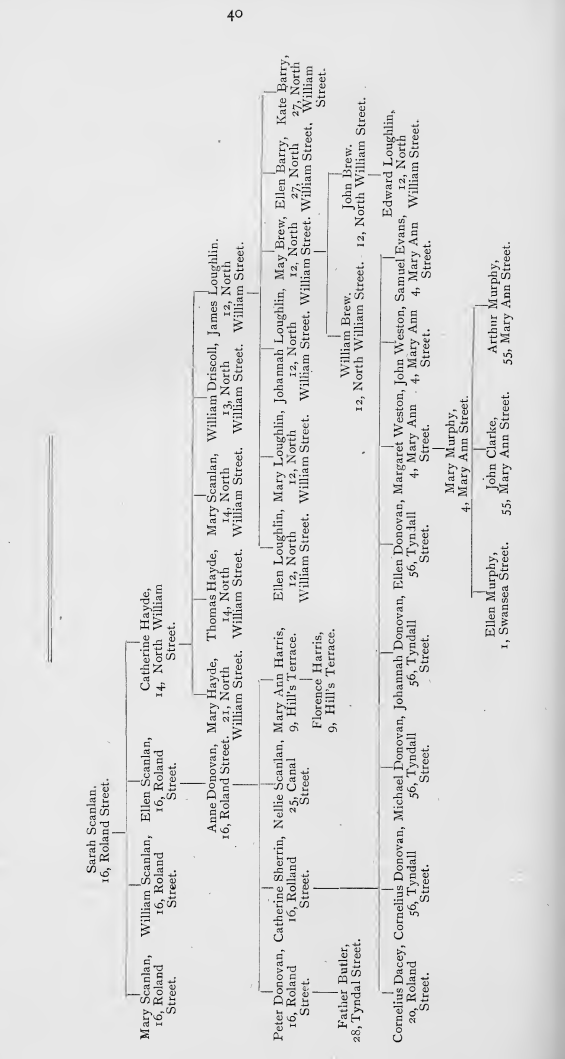 40
Sarah Scanlan.
16, Roland Street.
Mary Scanlan,
16, Roland
Street.
William Scanlan,
16, Roland
Street.
Ellen Scanlan,
16, Roland
Street.
Catherine Hayde,
14, North William
Street.
Anne Donovan,
16, Roland Street.
Mary Hayde,
21, North
William Street.
Thomas Hayde,
14, North
William Street.
Mary Scanlan,
14, North
William Street.
William Driscoll,
13, North
William Street.
James Loughlin.
12, North
William Street.
Peter Donovan,
16, Roland
Street.
Catherine Sherrin,
16, Rolland
Street.
Nellie Scanlan,
25, Canal
Street.
Mary Ann Harris,
9, Hill's Terrace.
Ellen Loughlin,
12, North
William Street.
Mary Loughlin,
12, North
William Street.
Johannah Loughlin,
12, North
William Street.
May Brew,
12, North
William Street.
Ellen Barry,
27, North
William Street.
Kate Barry,
27, North
William
Street.
Father Butler,
28, Tyndal Street.
Florence Harris,
9, Hill's Terrace.
William Brew.
12, North William Street.
John Brew.
12, North William Street.
Cornelius Dacey,
20, Roland
Street.
Cornelius Donovan,
56, Tyndall
Street.
Michael Donovan,
56, Tyndall
Street.
Johannah Donovan,
56, Tyndall
Street.
Ellen Donovan,
56, Tyndall
Street.
Margaret Weston,
4, Mary Ann
Street.
John Weston,
4, Mary Ann
Street.
Samuel Evans,
4, Mary Ann
Street.
Edward Loughlin,
12, North
William Street.
Mary Murphy,
4, Mary Ann Street.
Ellen Murphy,
1, Swansea Street.
John Clarke,
55, Mary Ann Street.
Arthur Murphy,
55, Mary Ann Street.